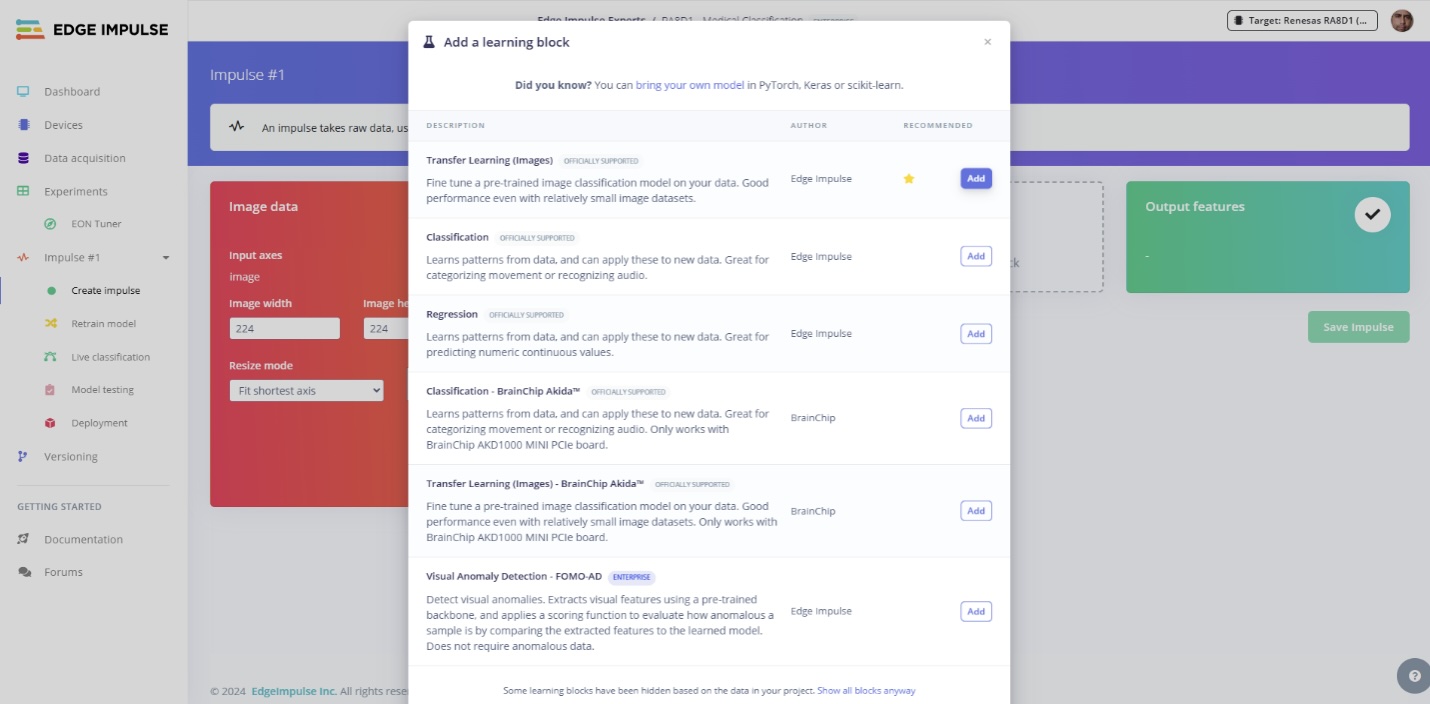 EDGE IMPULSE
Dashboard
Devices
Data acquisition
Experiments
EON Tuner
Impulse #1
Create impulse
Retrain model
Live classification
Model testing
Deployment
Versioning
GETTING STARTED
Documentation
Forums
Edge Impulse Experts / RA8D1 - Medical Classification ENTERPRISE
Target: Renesas RA8D1 (...
Impulse #1
An impulse takes raw data, us
Image data
Input axes
image
Image width
Image he
224
224
Resize mode
Fit shortest axis
Add a learning block
×
Did you know? You can bring your own model in PyTorch, Keras or scikit-learn.
DESCRIPTION AUTHOR RECOMMENDED
Transfer Learning (Images) OFFICIALLY SUPPORTED
Fine tune a pre-trained image classification model on your data. Good
performance even with relatively small image datasets.
Edge Impulse
Add
Classification OFFICIALLY SUPPORTED
Learns patterns from data, and can apply these to new data. Great for
categorizing movement or recognizing audio.
Edge Impulse
Add
Regression OFFICIALLY SUPPORTED
Learns patterns from data, and can apply these to new data. Great for
predicting numeric continuous values.
Edge Impulse
Add
Classification - BrainChip Akida™ OFFICIALLY SUPPORTED
Learns patterns from data, and can apply these to new data. Great for
categorizing movement or recognizing audio. Only works with
BrainChip AKD1000 MINI PCIe board.
BrainChip
Add
Transfer Learning (Images) - BrainChip Akida™ OFFICIALLY SUPPORTED
Fine tune a pre-trained image classification model on your data. Good
performance even with relatively small image datasets. Only works with
BrainChip AKD1000 MINI PCIe board.
BrainChip
Add
Visual Anomaly Detection - FOMO-AD ENTERPRISE
Detect visual anomalies. Extracts visual features using a pre-trained
backbone, and applies a scoring function to evaluate how anomalous a
sample is by comparing the extracted features to the learned model.
Does not require anomalous data.
Edge Impulse
Add
Some learning blocks have been hidden based on the data in your project. Show all blocks anyway
ck
Output features
-
Save Impulse
© 2024 EdgeImpulse Inc. All rights rese
?